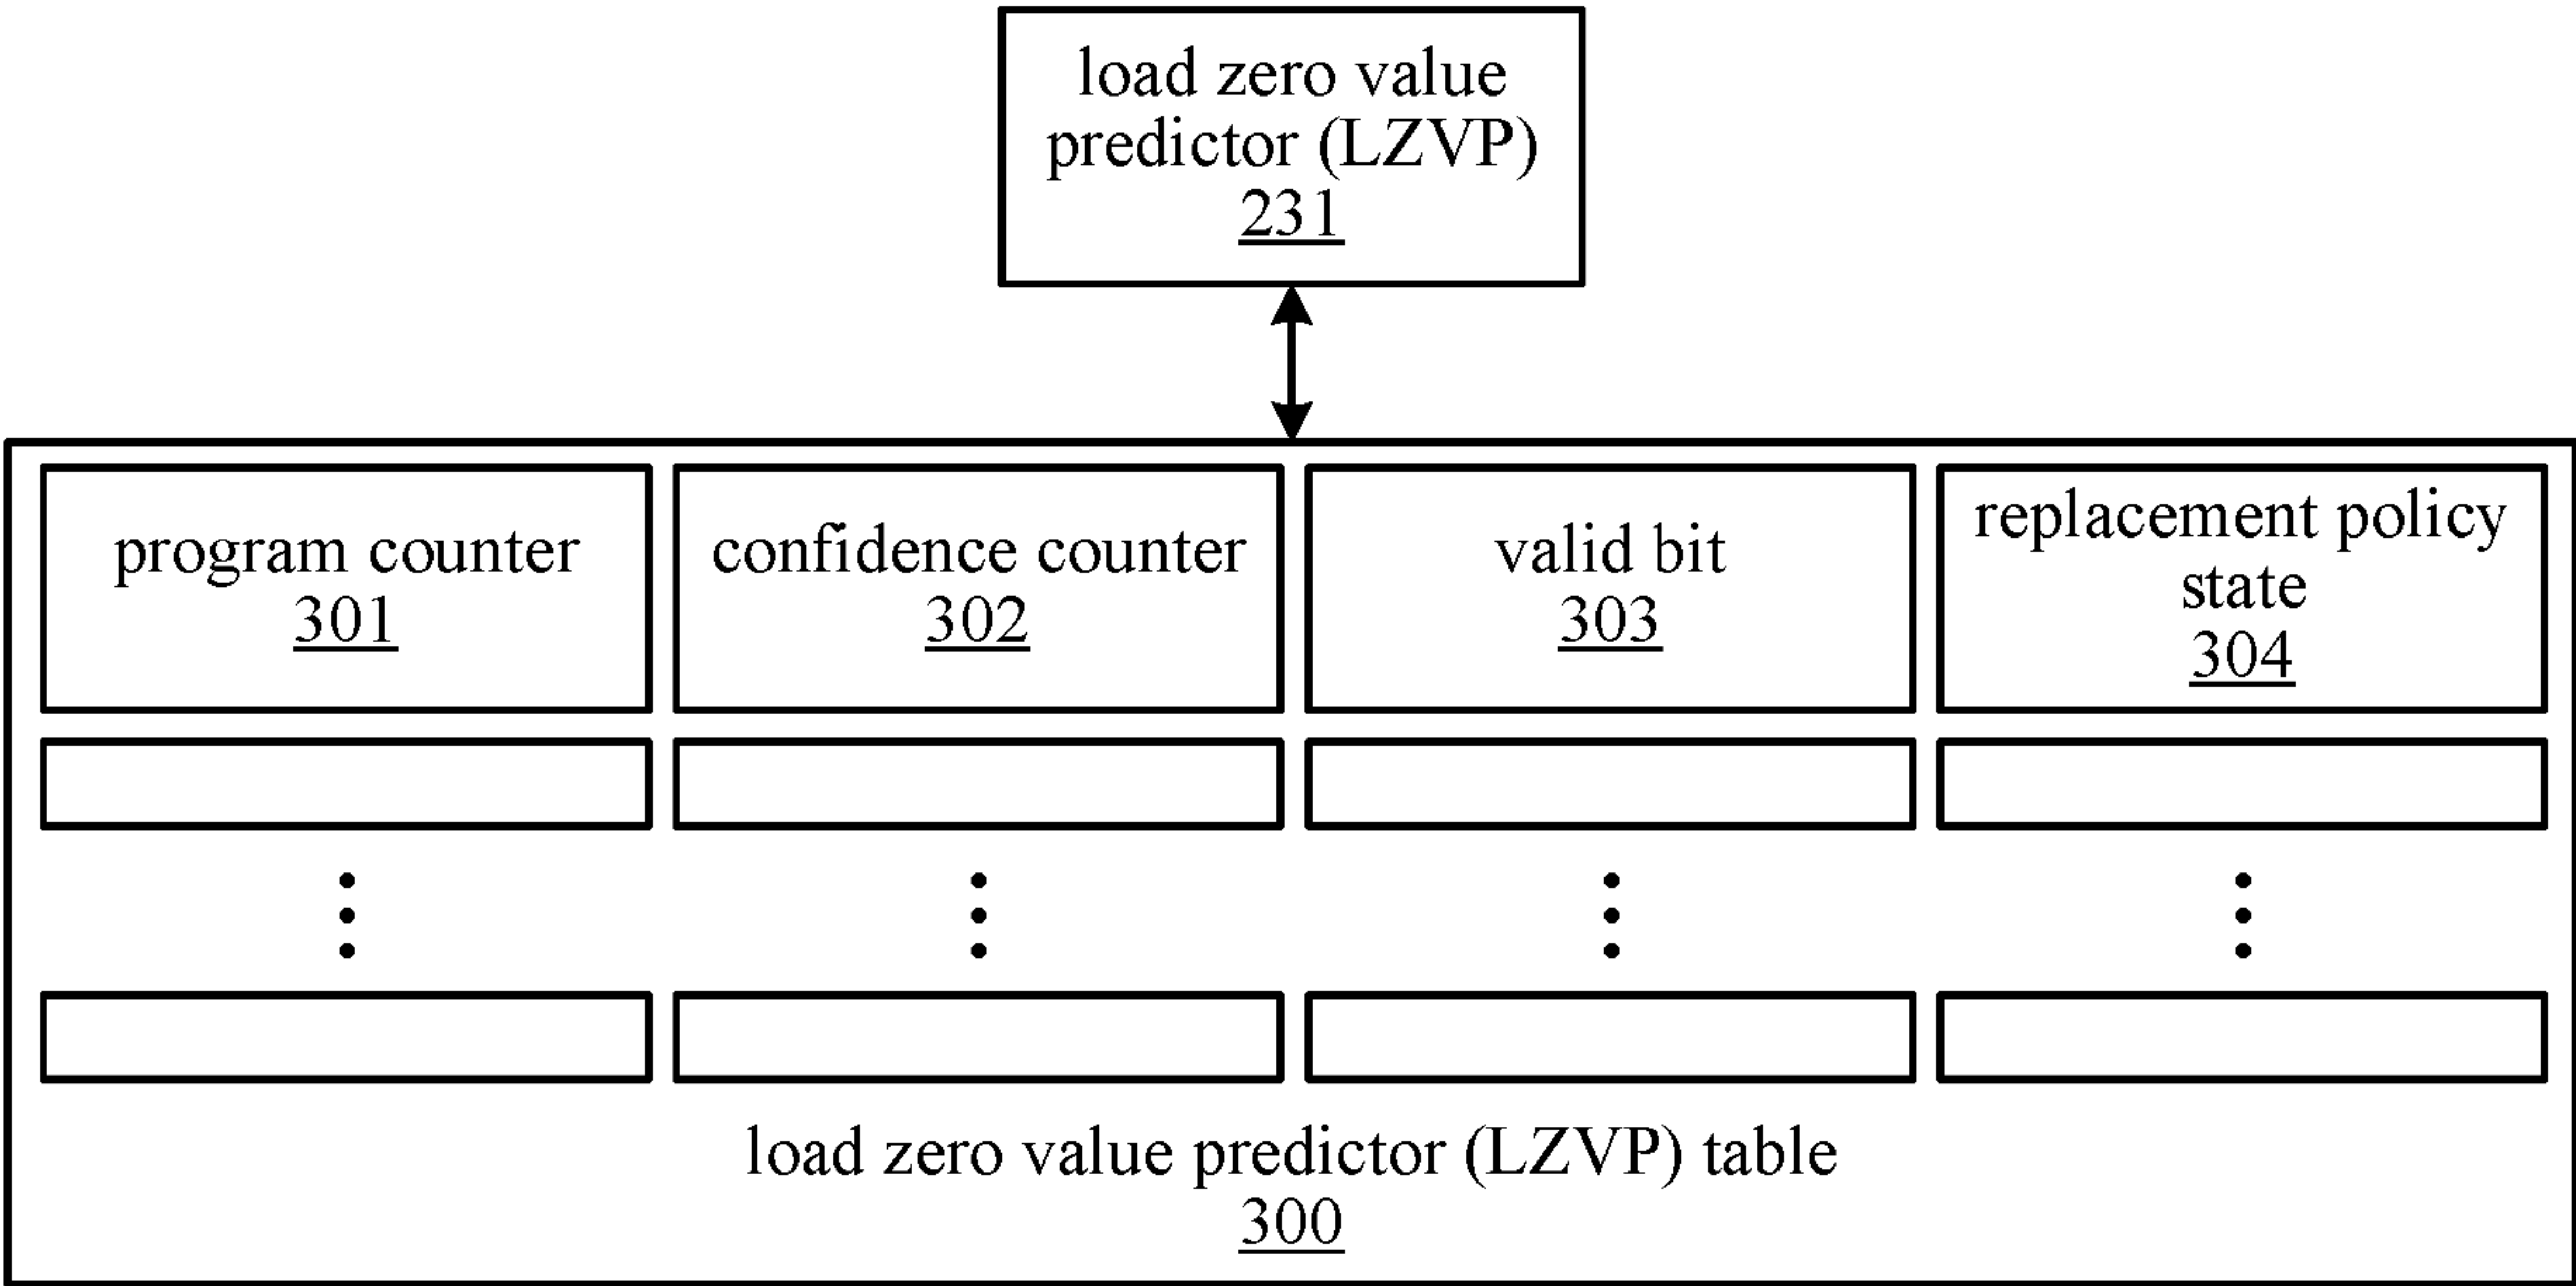 load zero value
predictor (LZVP)
231
program counter
301
confidence counter
302
valid bit
303
replacement policy
state
304
load zero value predictor (LZVP) table
300